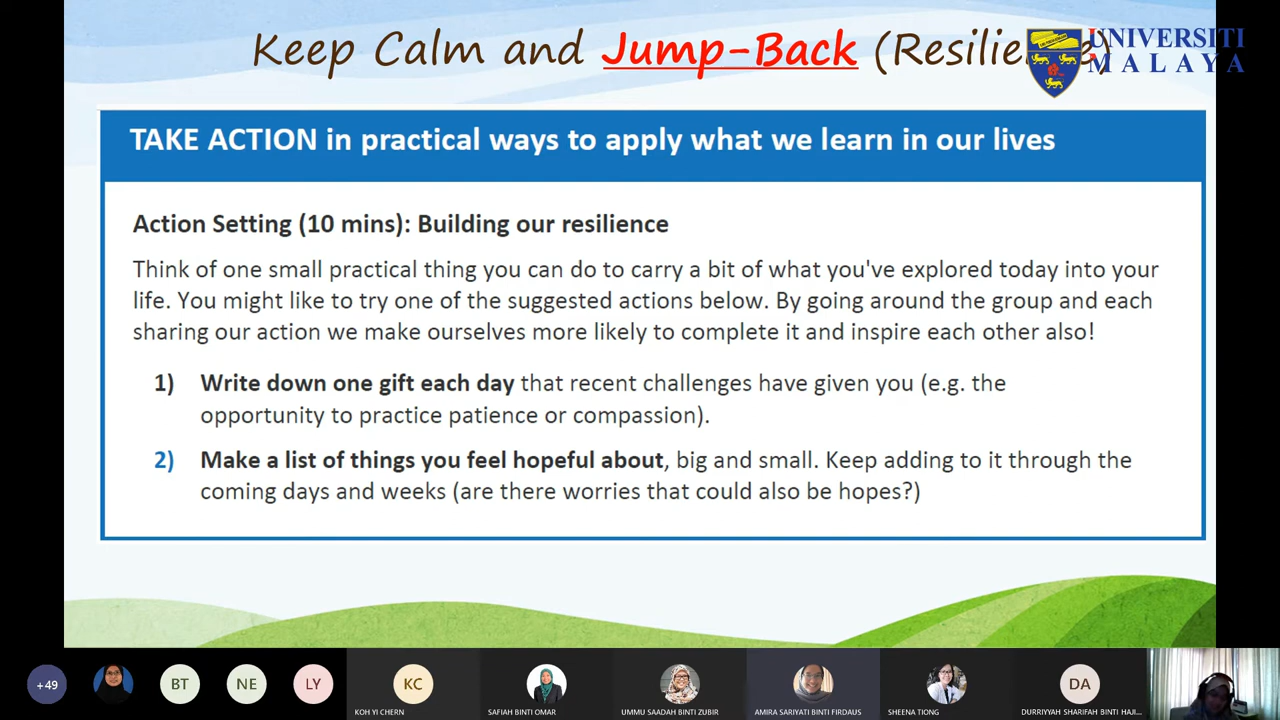 Keep Calm and Jump-Back (Resilience)
UNIVERSITI
MALAYA
TAKE ACTION in practical ways to apply what we learn in our lives
Action Setting (10 mins): Building our resilience
Think of one small practical thing you can do to carry a bit of what you've explored today into your
life. You might like to try one of the suggested actions below. By going around the group and each
sharing our action we make ourselves more likely to complete it and inspire each other also!
1) Write down one gift each day that recent challenges have given you (e.g. the
opportunity to practice patience or compassion).
2) Make a list of things you feel hopeful about, big and small. Keep adding to it through the
coming days and weeks (are there worries that could also be hopes?)
+49
BT
NE
LY
KC
DA
KOH YI CHERN
SAFIAH BINTI OMAR
UMMU SAADAH BINTI ZUBIR
AMIRA SARIYATI BINTI FIRDAUS
SHEENA TIONG
DURRIYYAH SHARIFAH BINTI HAJI...